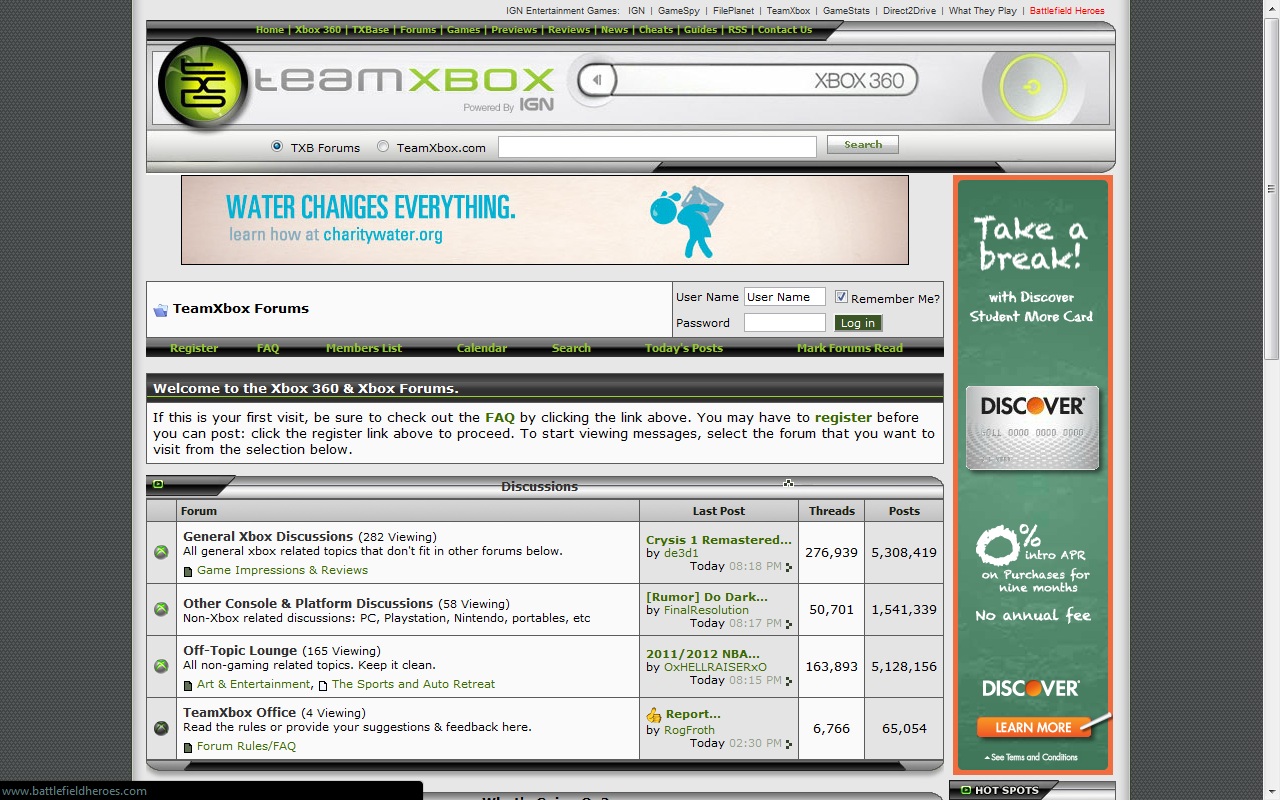 IGN Entertainment Games: IGN | GameSpy | FilePlanet | TeamXbox | GameStats | Direct2Drive | What They Play | Battlefield Heroes
Home | Xbox 360 | TXBase | Forums | Games | Previews | Reviews | News | Cheats | Guides | RSS | Contact Us
TXB teamXBOX XBOX 360
Powered By IGN
TXB Forums TeamXbox.com Search
WATER CHANGES EVERYTHING.
learn how at charitywater.org
Take a
break!
with Discover
Student More Card
DISCOVER
0000 0000 0000
0% intro APR
on Purchases for
nine months
No annual fee
DISCOVER
LEARN MORE
See Terms and Conditions
HOT SPOTS
TeamXbox Forums
User Name User Name Remember Me?
Password Log in
Register FAQ Members List Calendar Search Today's Posts Mark Forums Read
Welcome to the Xbox 360 & Xbox Forums.
If this is your first visit, be sure to check out the FAQ by clicking the link above. You may have to register before
you can post: click the register link above to proceed. To start viewing messages, select the forum that you want to
visit from the selection below.
Discussions
Forum Last Post Threads Posts
General Xbox Discussions (282 Viewing)
All general xbox related topics that don't fit in other forums below.
Game Impressions & Reviews
Crysis 1 Remastered...
by de3d1
Today 08:18 PM
276,939 5,308,419
Other Console & Platform Discussions (58 Viewing)
Non-Xbox related discussions: PC, Playstation, Nintendo, portables, etc
[Rumor] Do Dark...
by FinalResolution
Today 08:17 PM
50,701 1,541,339
Off-Topic Lounge (165 Viewing)
All non-gaming related topics. Keep it clean.
Art & Entertainment, The Sports and Auto Retreat
2011/2012 NBA...
by OxHELLRAISERxO
Today 08:15 PM
163,893 5,128,156
TeamXbox Office (4 Viewing)
Read the rules or provide your suggestions & feedback here.
Forum Rules/FAQ
Report...
by RogFroth
Today 02:30 PM
6,766 65,054
www.battlefieldheroes.com